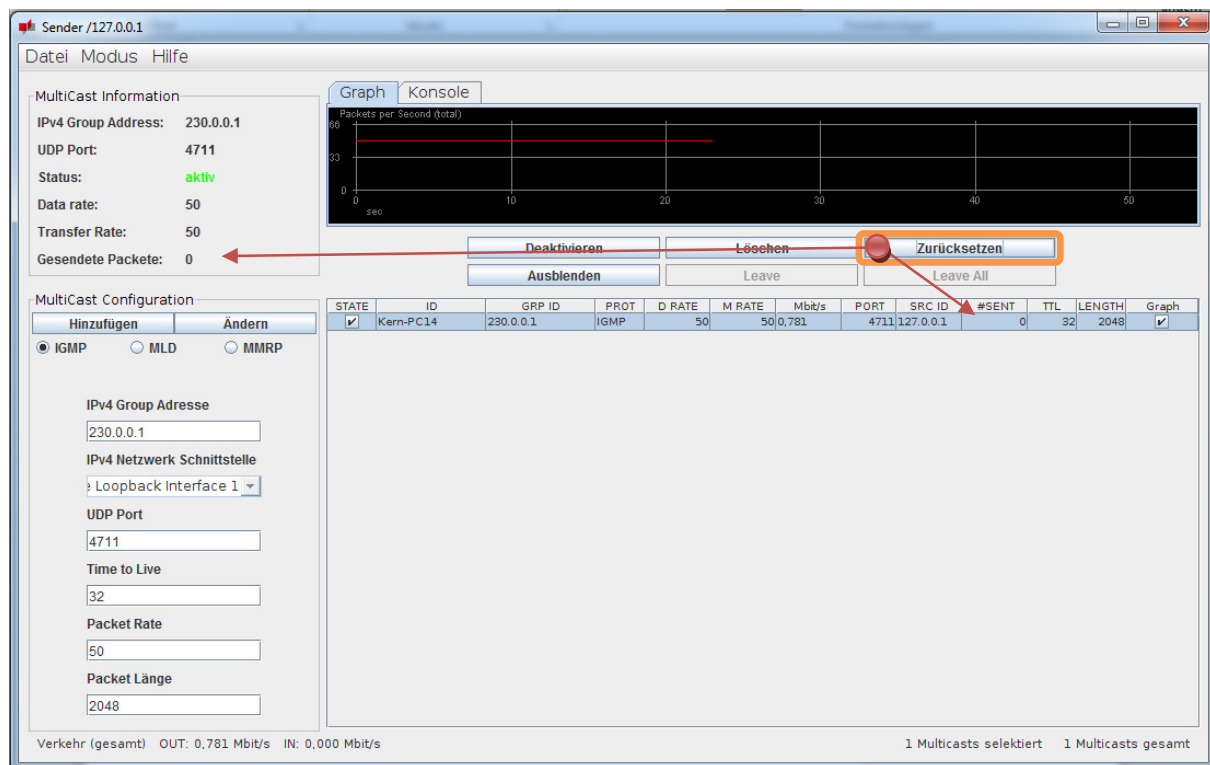 Sender /127.0.0.1
Datei Modus Hilfe
MultiCast Information
IPv4 Group Address: 230.0.0.1
UDP Port: 4711
Status: aktiv
Data rate: 50
Transfer Rate: 50
Gesendete Packete: 0
Graph Konsole
Packets per Second (total)
66
33
0
0 10 20 30 40 50
sec
Deaktivieren Löschen Zurücksetzen
Ausblenden Leave Leave All
MultiCast Configuration
Hinzufügen Ändern
IGMP MLD MMRP
IPv4 Group Adresse
230.0.0.1
IPv4 Netzwerk Schnittstelle
Loopback Interface 1
UDP Port
4711
Time to Live
32
Packet Rate
50
Packet Länge
2048
STATE ID GRP ID PROT D RATE M RATE Mbit/s PORT SRC ID #SENT TTL LENGTH Graph
Kern-PC14 230.0.0.1 IGMP 50 50 0,781 4711 127.0.0.1 0 32 2048
Verkehr (gesamt) OUT: 0,781 Mbit/s IN: 0,000 Mbit/s
1 Multicasts selektiert 1 Multicasts gesamt